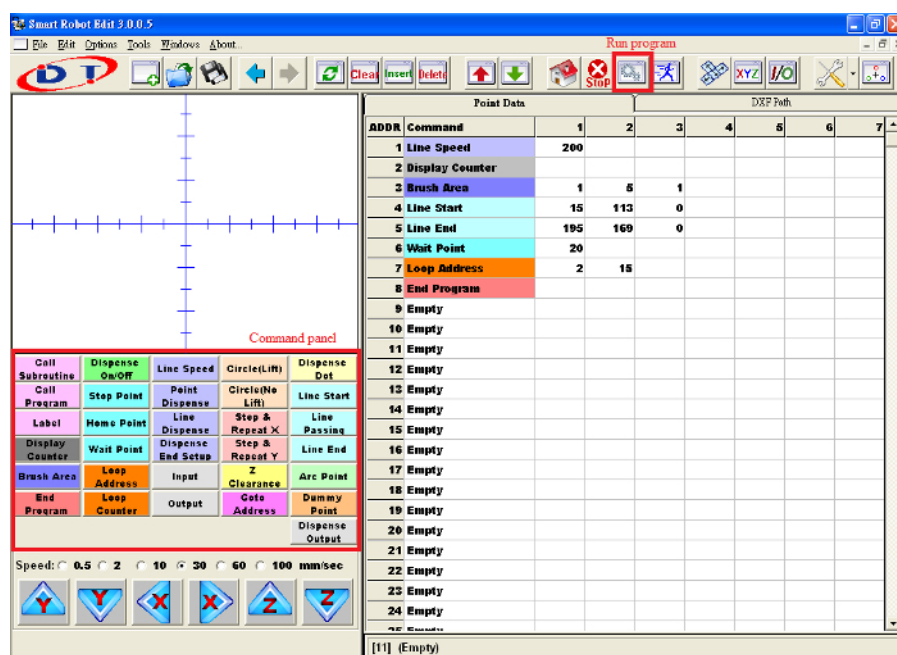 Smart Robot Edit 3.0.0.5
File Edit Options Tools Windows About...
Run program
DT Clear Insert Delete STOP XYZ I/O
Point Data DXF Path
ADDR Command 1 2 3 4 5 6 7
1 Line Speed 200
2 Display Counter
3 Brush Area 1 5 1
4 Line Start 15 113 0
5 Line End 195 169 0
6 Wait Point 20
7 Loop Address 2 15
8 End Program
9 Empty
10 Empty
11 Empty
12 Empty
13 Empty
14 Empty
15 Empty
16 Empty
17 Empty
18 Empty
19 Empty
20 Empty
21 Empty
22 Empty
23 Empty
24 Empty
25 Empty
[11] (Empty)
Command panel
Call Subroutine Dispense On/Off Line Speed Circle(Lift) Dispense Dot
Call Program Stop Point Point Dispense Circle(No Lift) Line Start
Label Home Point Line Dispense Step & Repeat X Line Passing
Display Counter Wait Point Dispense End Setup Step & Repeat Y Line End
Brush Area Loop Address Input Z Clearance Arc Point
End Program Loop Counter Output Goto Address Dummy Point
Dispense Output
Speed: 0.5 2 10 30 60 100 mm/sec
Y Y X X Z Z